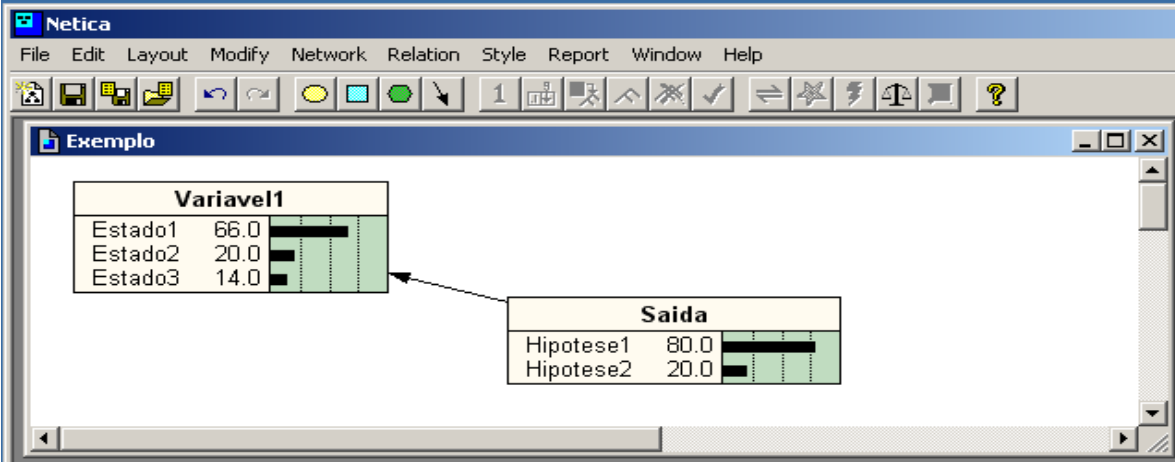 Netica
File Edit Layout Modify Network Relation Style Report Window Help
1 ?
Exemplo
Variavel1
Estado1 66.0
Estado2 20.0
Estado3 14.0
Saida
Hipotese1 80.0
Hipotese2 20.0